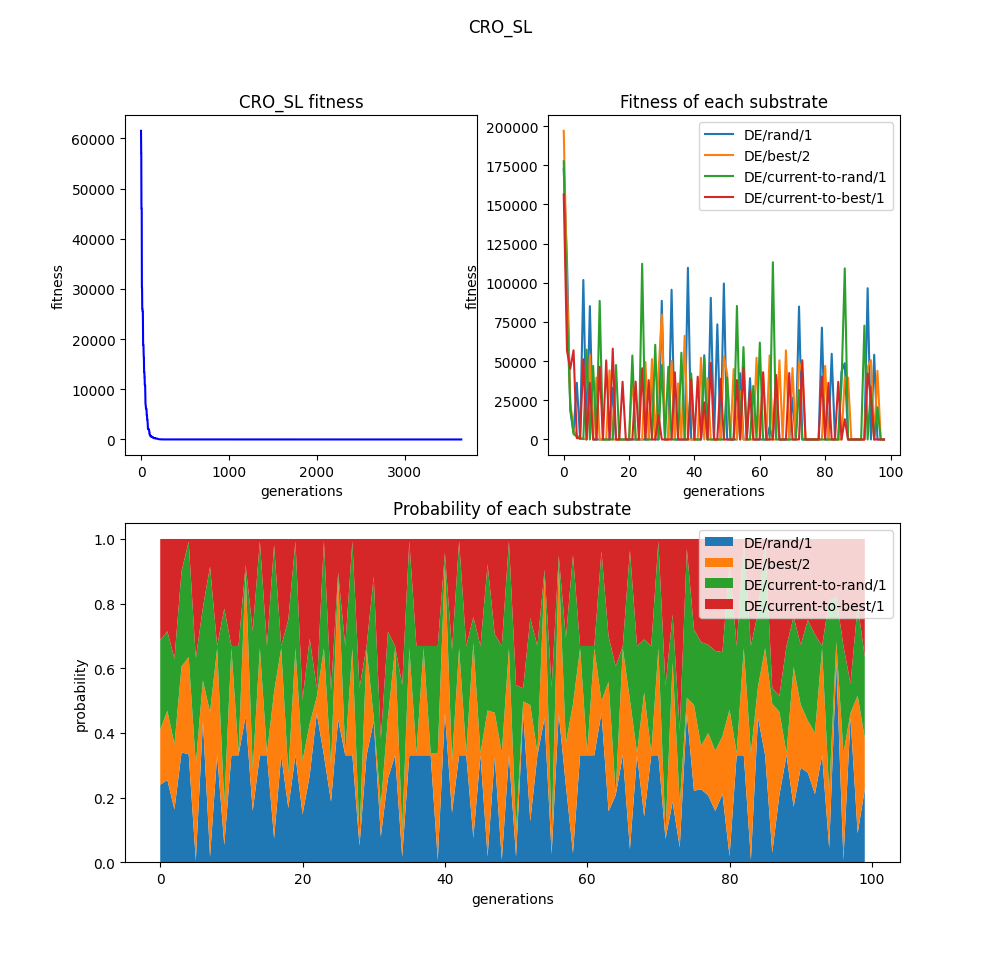 CRO_SL
CRO_SL fitness
fitness
60000
50000
40000
30000
20000
10000
0
0 1000 2000 3000
generations
Fitness of each substrate
fitness
200000
175000
150000
125000
100000
75000
50000
25000
0
DE/rand/1
DE/best/2
DE/current-to-rand/1
DE/current-to-best/1
0 20 40 60 80 100
generations
Probability of each substrate
probability
1.0
0.8
0.6
0.4
0.2
0.0
DE/rand/1
DE/best/2
DE/current-to-rand/1
DE/current-to-best/1
0 20 40 60 80 100
generations